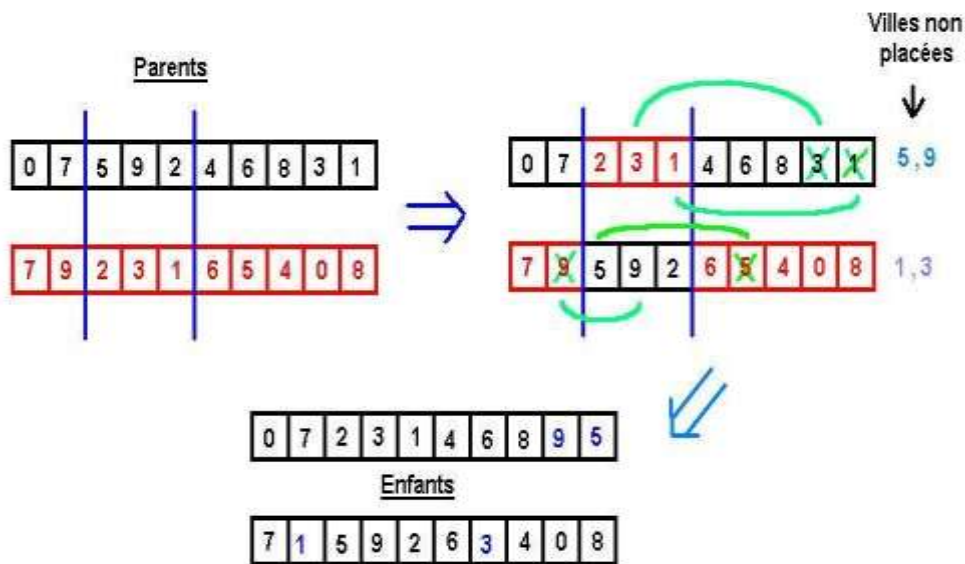 Villes non
placées
Parents
0 7 5 9 2 4 6 8 3 1
7 9 2 3 1 6 5 4 0 8
0 7 2 3 1 4 6 8 3 1 5,9
7 9 5 9 2 6 5 4 0 8 1,3
0 7 2 3 1 4 6 8 9 5
Enfants
7 1 5 9 2 6 3 4 0 8